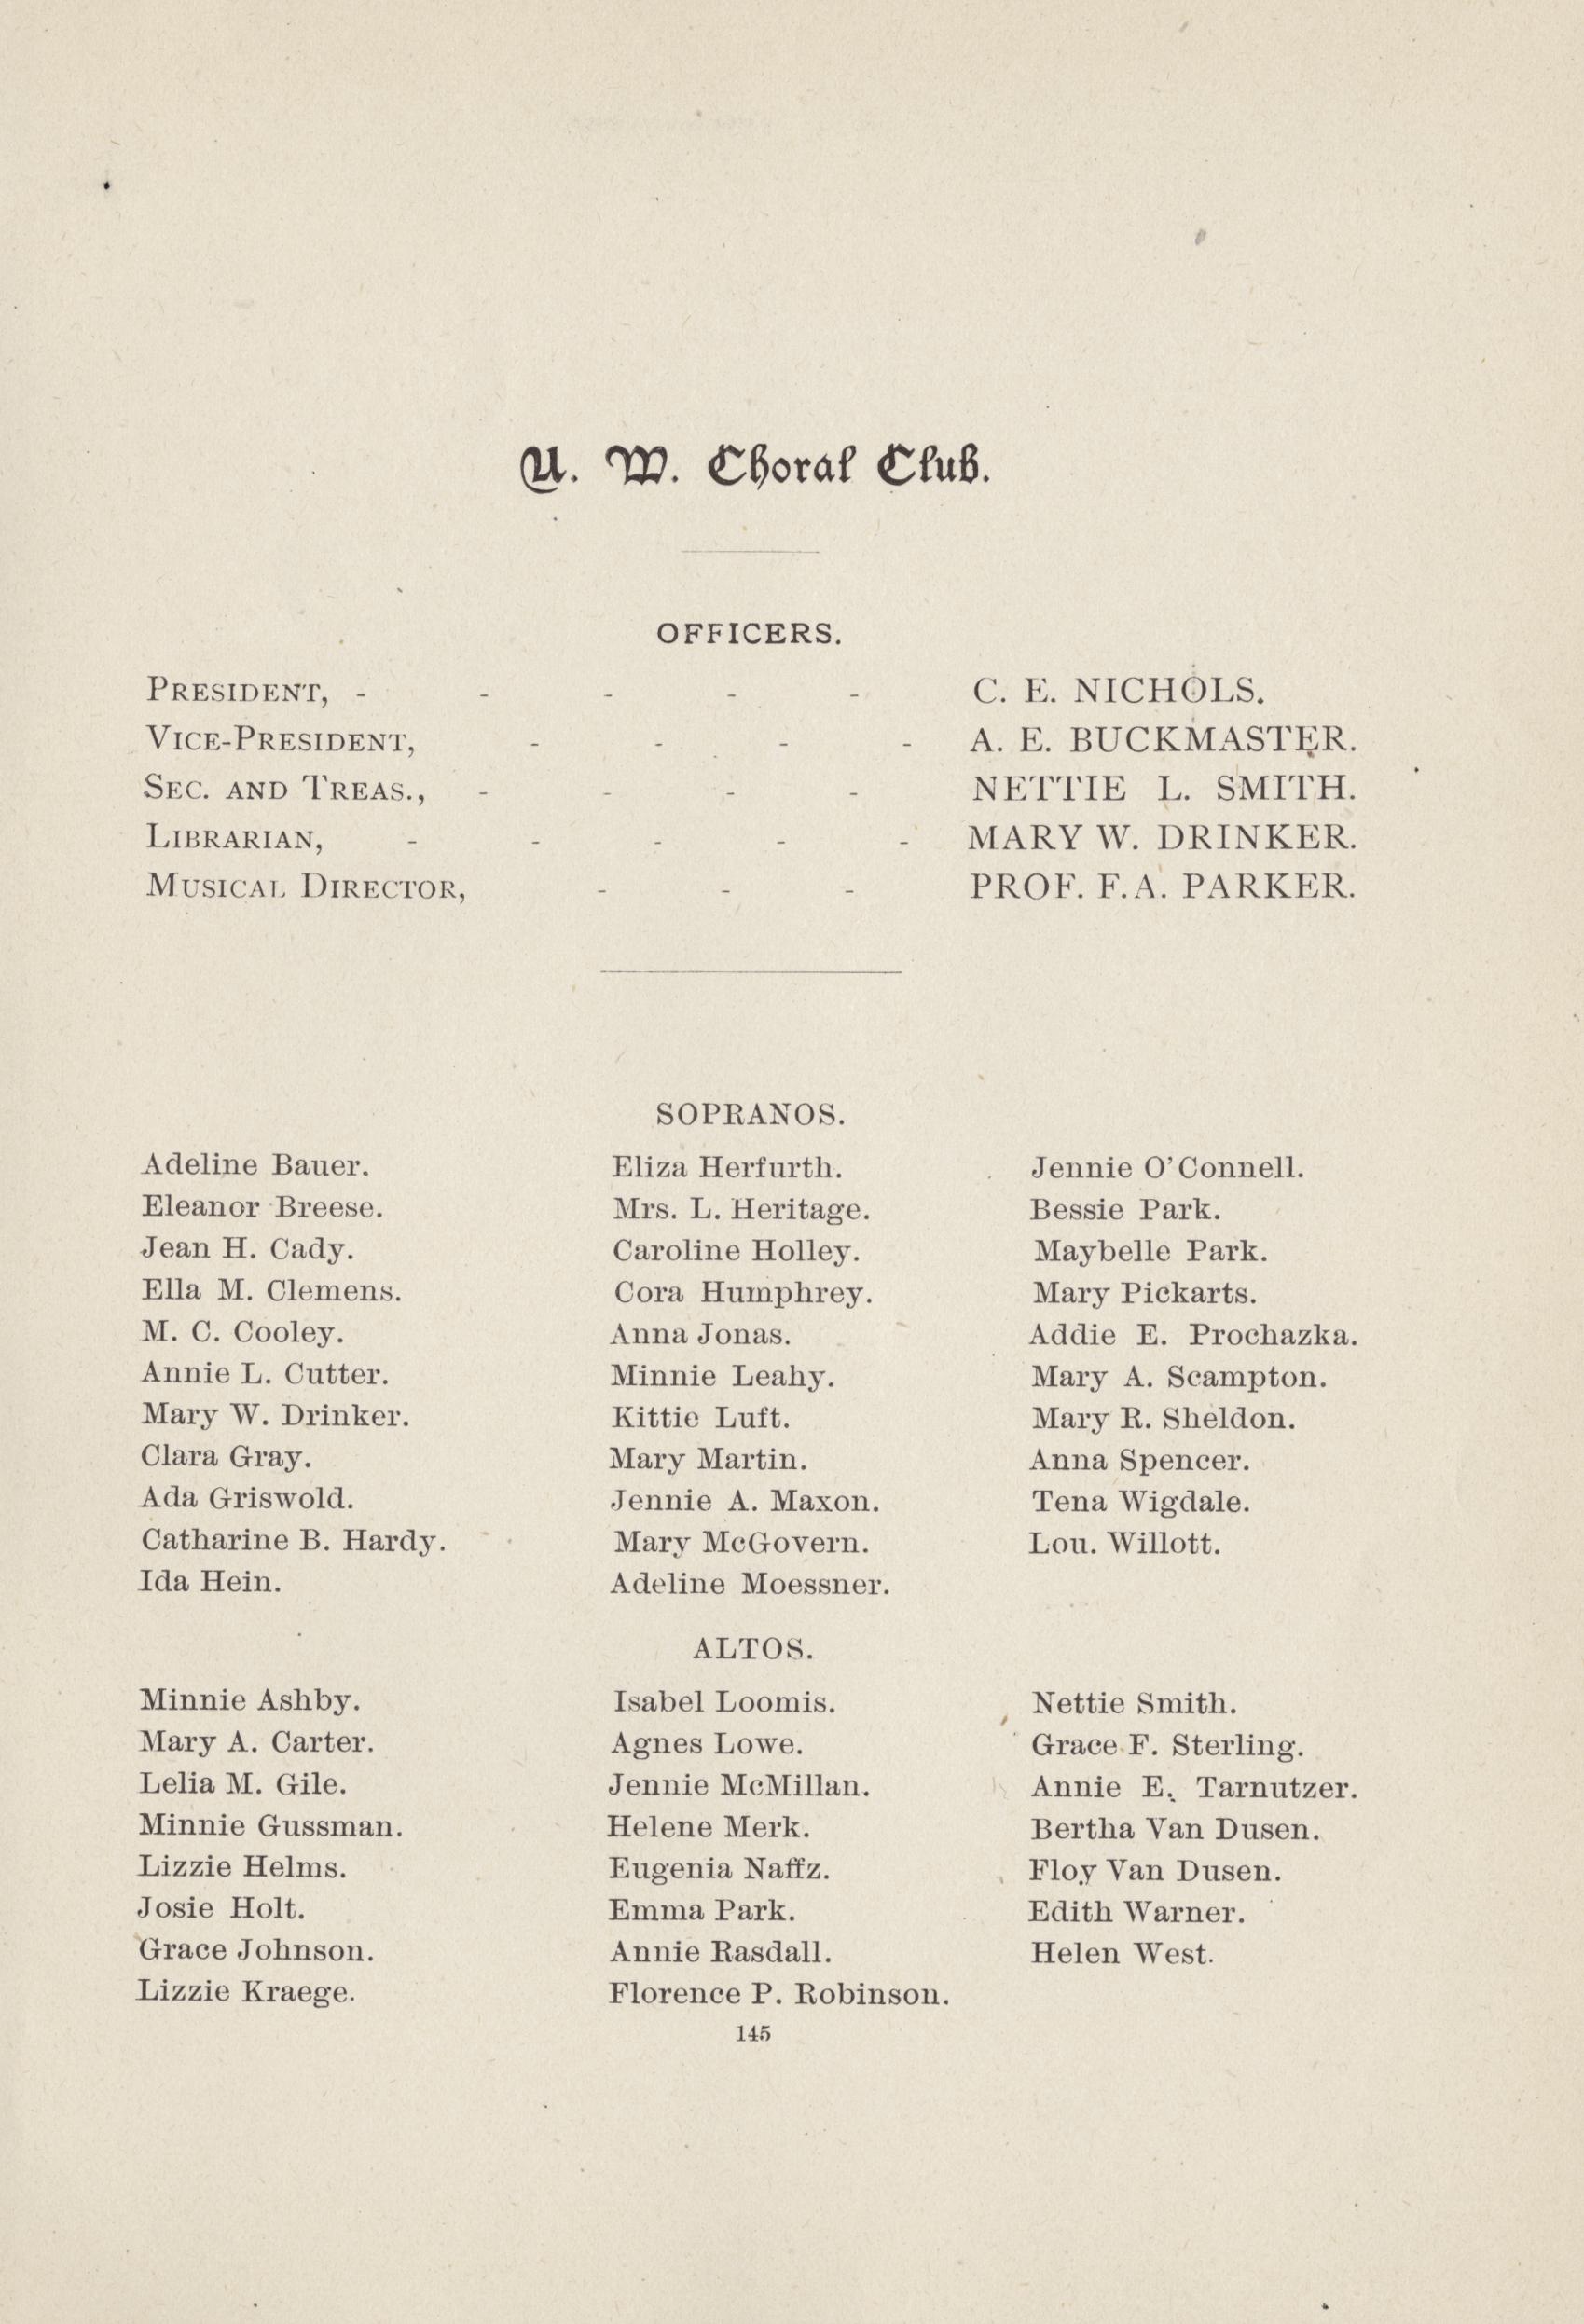 U. W. Choral Club.
OFFICERS.
PRESIDENT, - - - - - C. E. NICHOLS.
VICE-PRESIDENT, - - - - A. E. BUCKMASTER.
SEC. AND TREAS., - - - - NETTIE L. SMITH.
LIBRARIAN, - - - - - MARY W. DRINKER.
MUSICAL DIRECTOR, - - - PROF. F. A. PARKER.
SOPRANOS.
Adeline Bauer.
Eleanor Breese.
Jean H. Cady.
Ella M. Clemens.
M. C. Cooley.
Annie L. Cutter.
Mary W. Drinker.
Clara Gray.
Ada Griswold.
Catharine B. Hardy.
Ida Hein.
Eliza Herfurth.
Mrs. L. Heritage.
Caroline Holley.
Cora Humphrey.
Anna Jonas.
Minnie Leahy.
Kittie Luft.
Mary Martin.
Jennie A. Maxon.
Mary McGovern.
Adeline Moessner.
Jennie O'Connell.
Bessie Park.
Maybelle Park.
Mary Pickarts.
Addie E. Prochazka.
Mary A. Scampton.
Mary R. Sheldon.
Anna Spencer.
Tena Wigdale.
Lou. Willott.
ALTOS.
Minnie Ashby.
Mary A. Carter.
Lelia M. Gile.
Minnie Gussman.
Lizzie Helms.
Josie Holt.
Grace Johnson.
Lizzie Kraege.
Isabel Loomis.
Agnes Lowe.
Jennie McMillan.
Helene Merk.
Eugenia Naffz.
Emma Park.
Annie Rasdall.
Florence P. Robinson.
Nettie Smith.
Grace F. Sterling.
Annie E. Tarnutzer.
Bertha Van Dusen.
Floy Van Dusen.
Edith Warner.
Helen West.
145